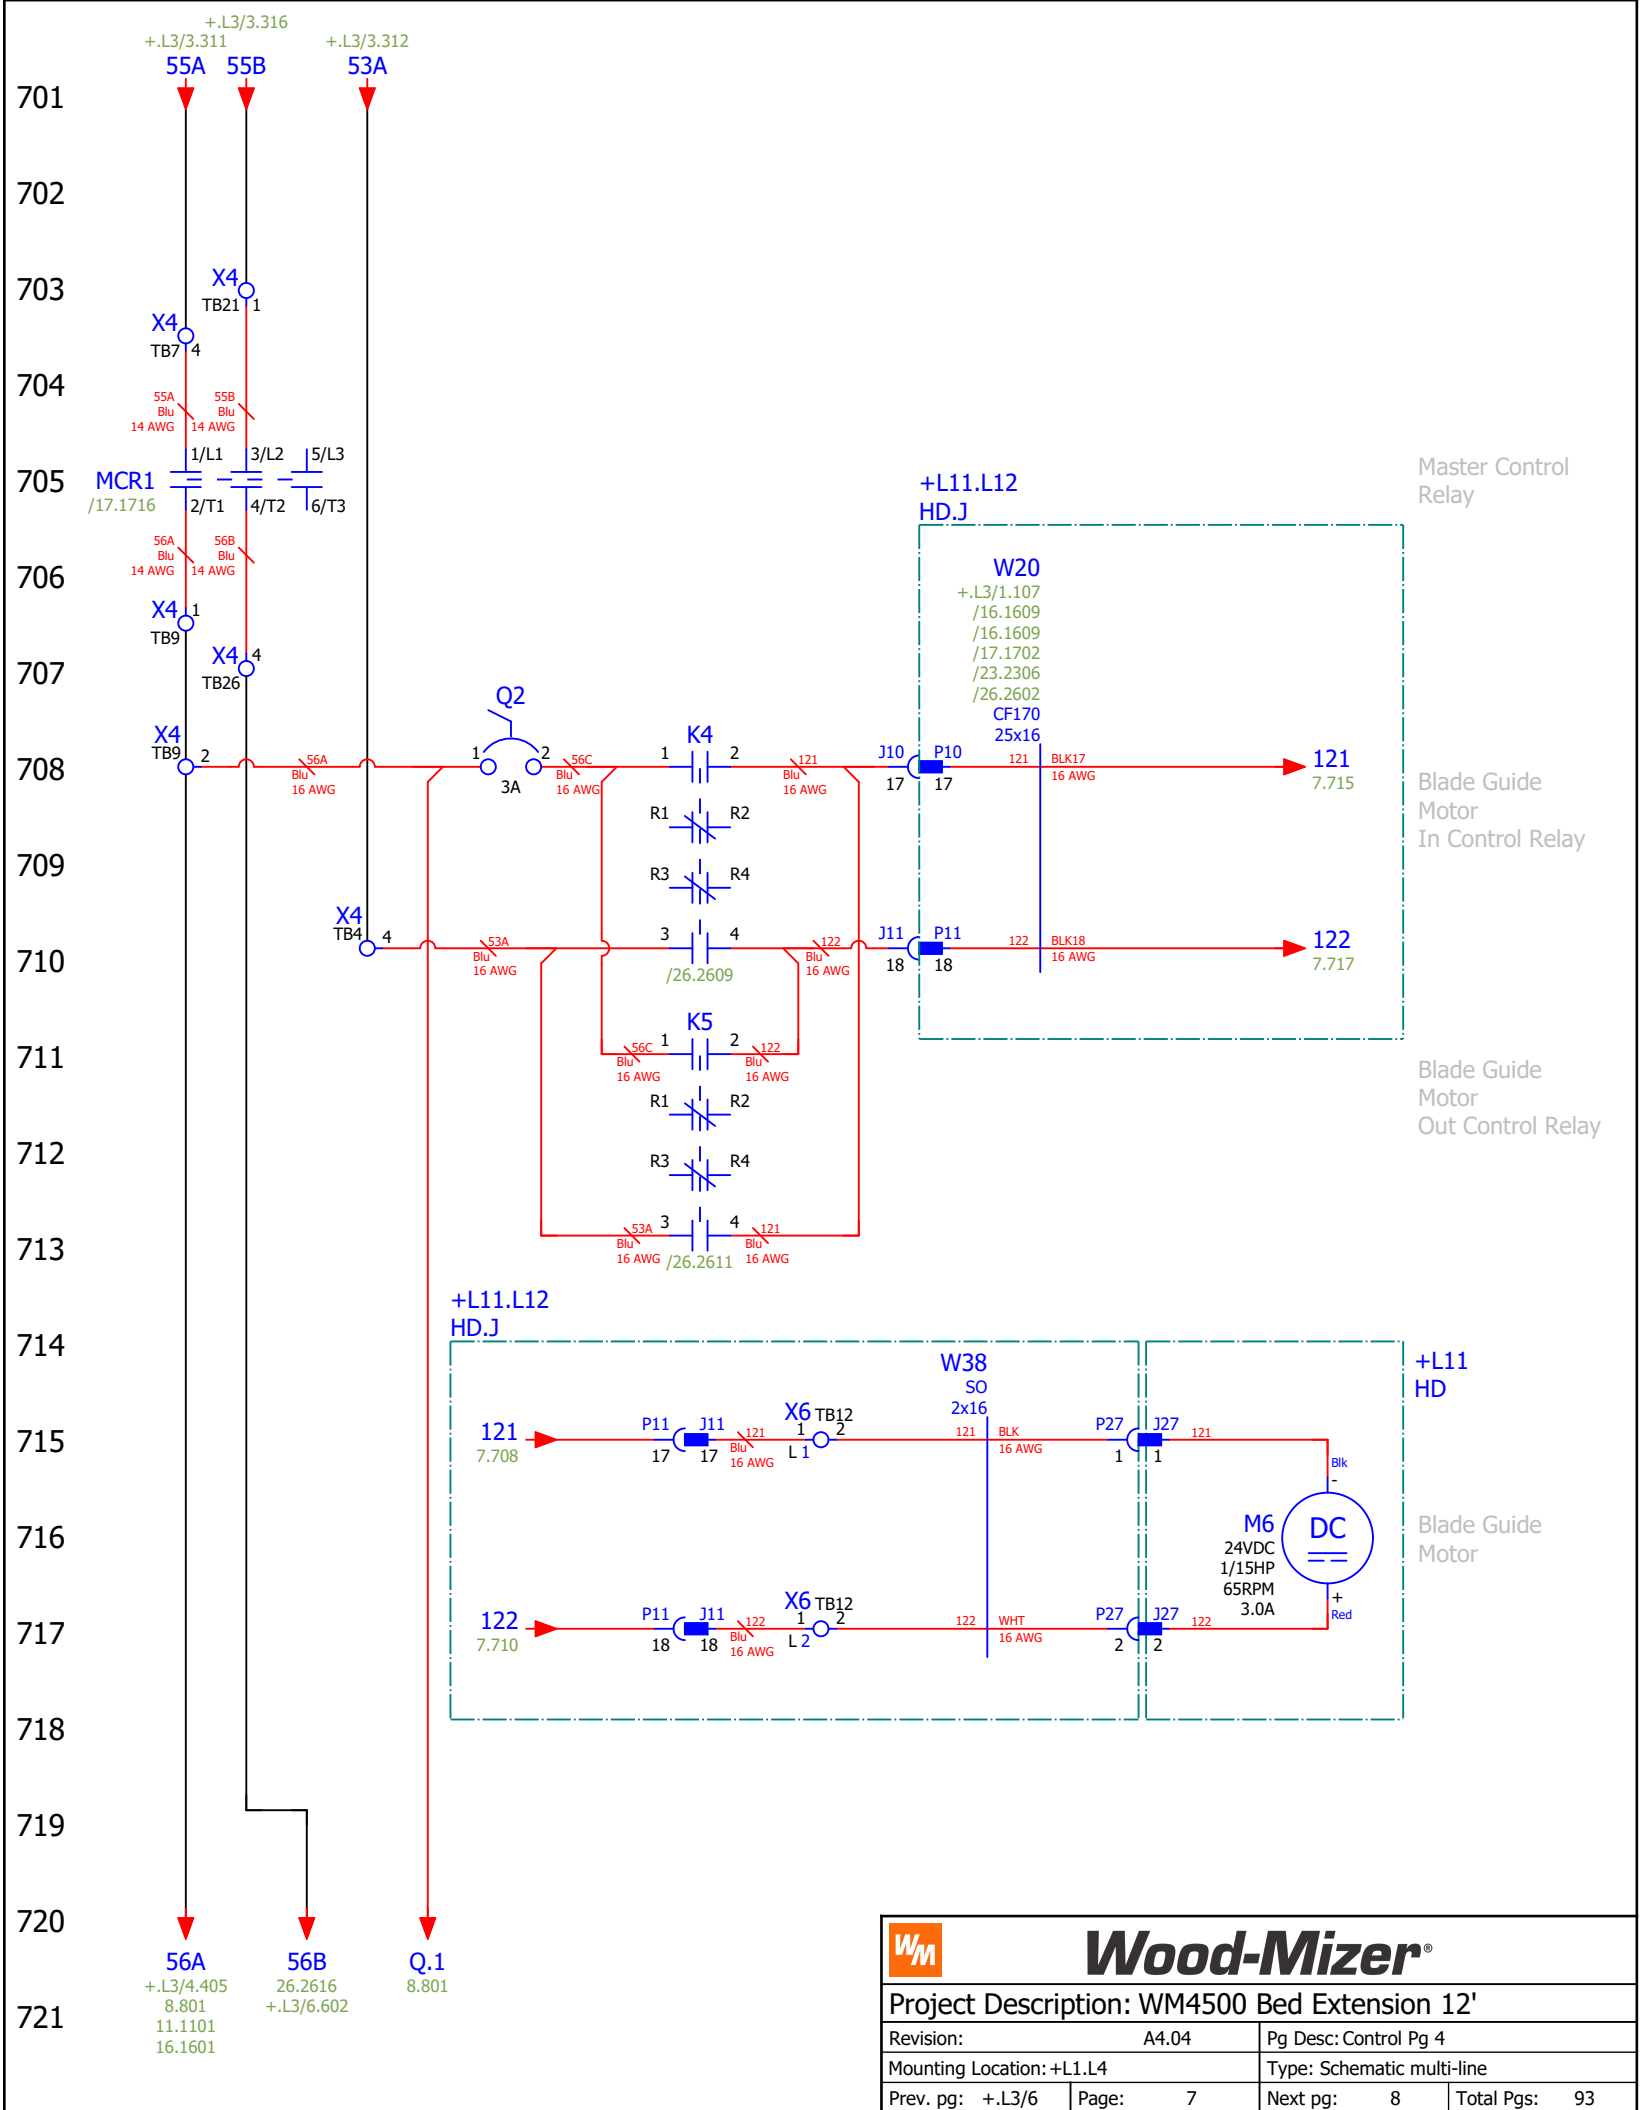 +.L3/3.316
+.L3/3.311
+.L3/3.312
55A 55B 53A
701
702
703
X4
TB21 1
X4
TB7 4
704
55A
Blu
14 AWG
55B
Blu
14 AWG
705
MCR1
/17.1716
1/L1 3/L2 5/L3
2/T1 4/T2 6/T3
Master Control
Relay
706
56A
Blu
14 AWG
56B
Blu
14 AWG
X4 1
TB9
707
X4 4
TB26
+L11.L12
HD.J
W20
+.L3/1.107
/16.1609
/16.1609
/17.1702
/23.2306
/26.2602
CF170
25x16
708
X4
TB9 2
56A
Blu
16 AWG
Q2
1 2
3A
56C
Blu
16 AWG
K4
1 2
121
Blu
16 AWG
J10 P10
17 17
121 BLK17
16 AWG
121
7.715
Blade Guide
Motor
In Control Relay
R1 R2
709
R3 R4
710
X4
TB4 4
53A
Blu
16 AWG
3 4
/26.2609
122
Blu
16 AWG
J11 P11
18 18
122 BLK18
16 AWG
122
7.717
711
K5
1 2
56C
Blu
16 AWG
122
Blu
16 AWG
Blade Guide
Motor
Out Control Relay
R1 R2
712
R3 R4
713
53A
Blu
16 AWG
3 4
/26.2611
121
Blu
16 AWG
+L11.L12
HD.J
714
W38
SO
2x16
+L11
HD
715
121
7.708
P11 J11
17 17
121
Blu
16 AWG
X6 TB12
1 2
L 1
121 BLK
16 AWG
P27 J27
1 1
121
Blk
-
716
M6
24VDC
1/15HP
65RPM
3.0A
DC
+
Red
Blade Guide
Motor
717
122
7.710
P11 J11
18 18
122
Blu
16 AWG
X6 TB12
1 2
L 2
122 WHT
16 AWG
P27 J27
2 2
122
718
719
720
56A
+.L3/4.405
8.801
11.1101
16.1601
56B
26.2616
+.L3/6.602
Q.1
8.801
721
WM
Wood-Mizer®
Project Description: WM4500 Bed Extension 12'
Revision: A4.04 Pg Desc: Control Pg 4
Mounting Location: +L1.L4 Type: Schematic multi-line
Prev. pg: +.L3/6 Page: 7 Next pg: 8 Total Pgs: 93